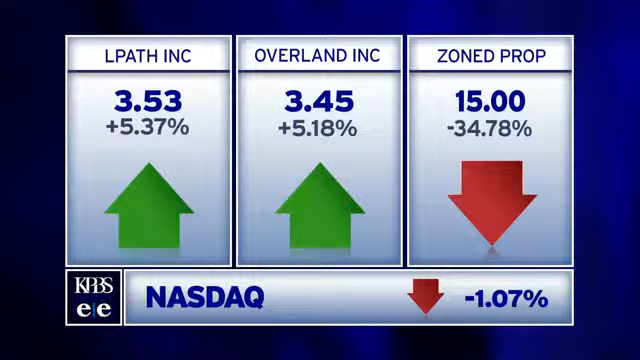 LPATH INC
3.53
+5.37%
OVERLAND INC
3.45
+5.18%
ZONED PROP
15.00
-34.78%
KPBS
e|e
NASDAQ
-1.07%